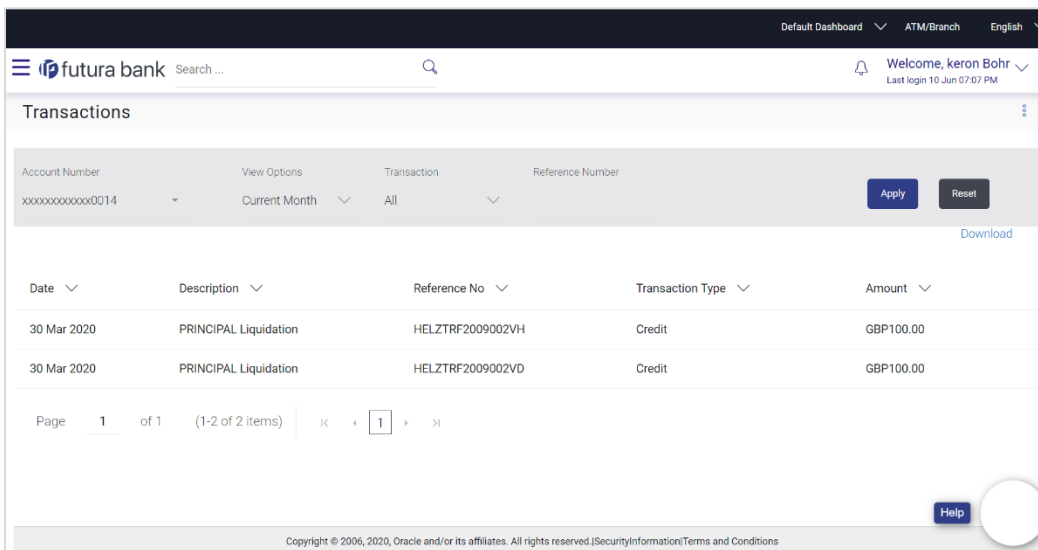 Default Dashboard ATM/Branch English
futura bank Search ... Welcome, keron Bohr
Last login 10 Jun 07:07 PM
Transactions
Account Number View Options Transaction Reference Number
xxxxxxxxxxxx0014 Current Month All Apply Reset
Download
Date Description Reference No Transaction Type Amount
30 Mar 2020 PRINCIPAL Liquidation HELZTRF2009002VH Credit GBP100.00
30 Mar 2020 PRINCIPAL Liquidation HELZTRF2009002VD Credit GBP100.00
Page 1 of 1 (1-2 of 2 items) 1
Help
Copyright © 2006, 2020, Oracle and/or its affiliates. All rights reserved.|SecurityInformation|Terms and Conditions